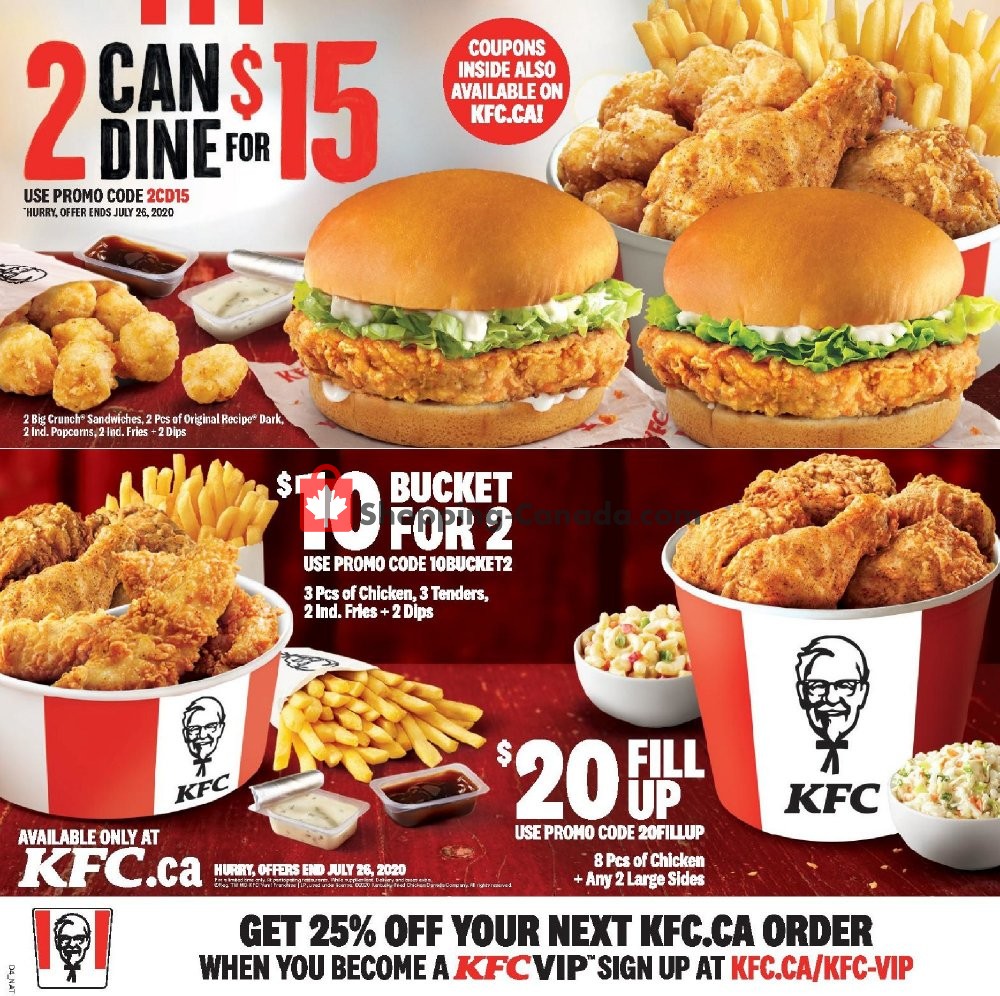 2 CAN DINE FOR $15
USE PROMO CODE 2CD15
*HURRY, OFFER ENDS JULY 26, 2020
COUPONS
INSIDE ALSO
AVAILABLE ON
KFC.CA!
2 Big Crunch® Sandwiches, 2 Pcs of Original Recipe® Dark,
2 Ind. Popcorns, 2 Ind. Fries + 2 Dips
KFC
$10 BUCKET FOR 2
Shopping-Canada.com
USE PROMO CODE 10BUCKET2
3 Pcs of Chicken, 3 Tenders,
2 Ind. Fries + 2 Dips
KFC
KFC
$20 FILL UP
USE PROMO CODE 20FILLUP
8 Pcs of Chicken
+ Any 2 Large Sides
AVAILABLE ONLY AT
KFC.ca
HURRY, OFFERS END JULY 26, 2020
GET 25% OFF YOUR NEXT KFC.CA ORDER
WHEN YOU BECOME A KFC VIP™ SIGN UP AT KFC.CA/KFC-VIP